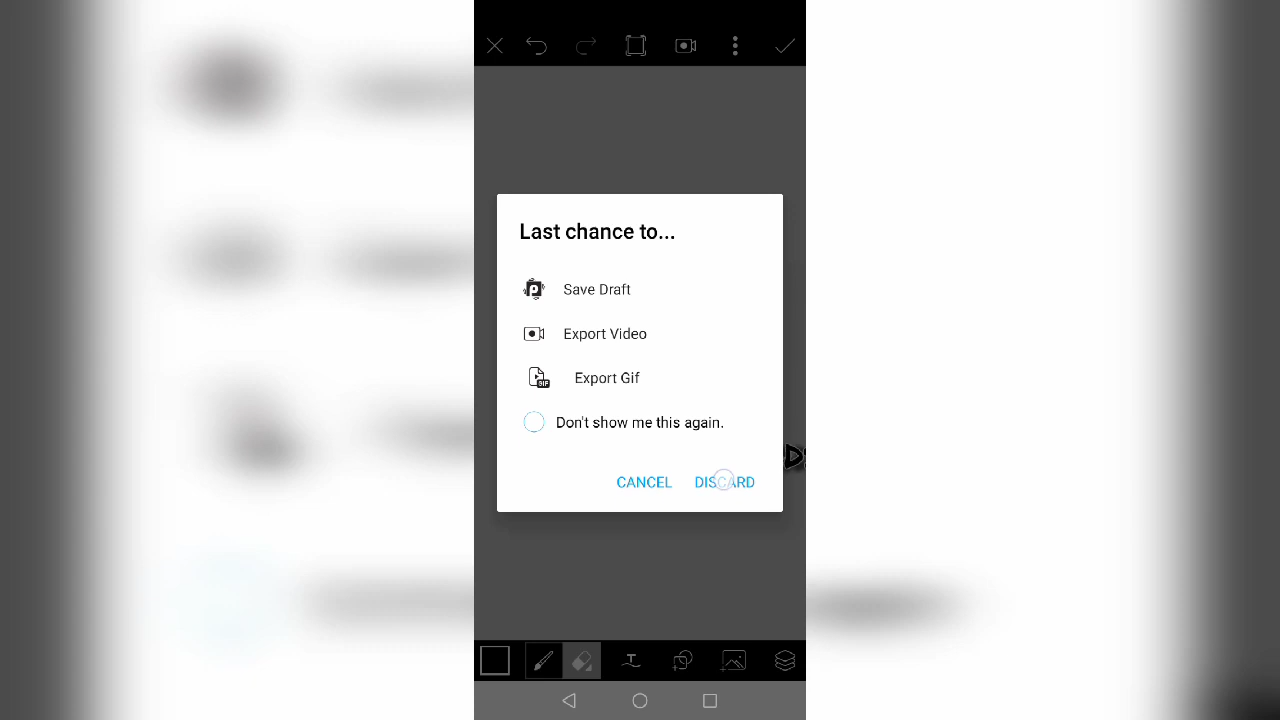 Last chance to...
Save Draft
Export Video
Export Gif
Don't show me this again.
CANCEL DISCARD